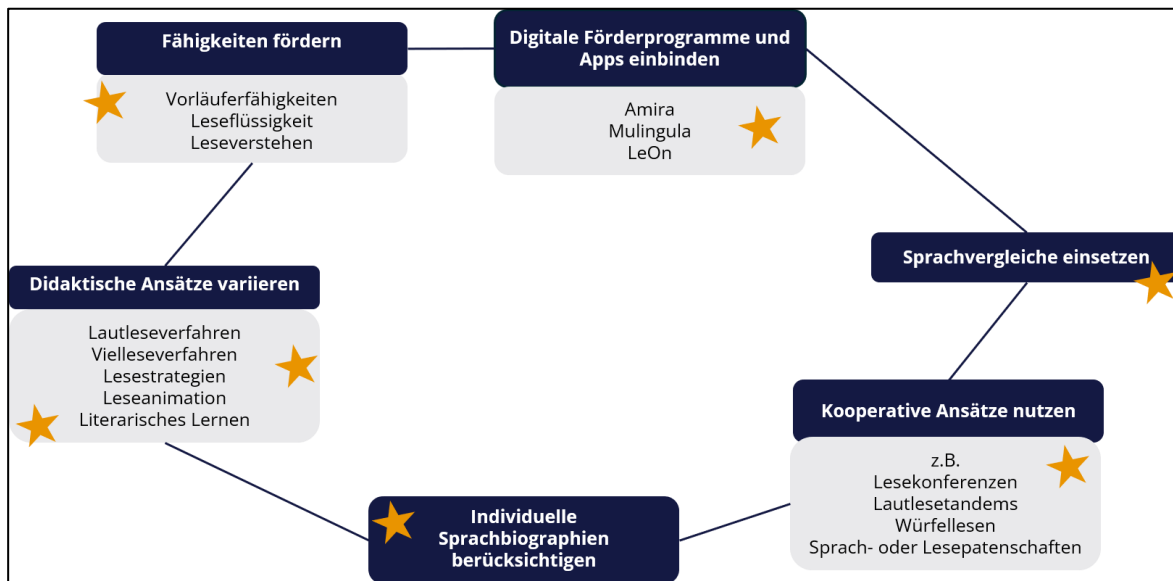 Fähigkeiten fördern
Vorläuferfähigkeiten
Leseflüssigkeit
Leseverstehen
Digitale Förderprogramme und
Apps einbinden
Amira
Mulingula
LeOn
Sprachvergleiche einsetzen
Didaktische Ansätze variieren
Lautleseverfahren
Vielleseverfahren
Lesestrategien
Leseanimation
Literarisches Lernen
Kooperative Ansätze nutzen
z.B.
Lesekonferenzen
Lautlesetandems
Würfellesen
Sprach- oder Lesepatenschaften
Individuelle
Sprachbiographien
berücksichtigen